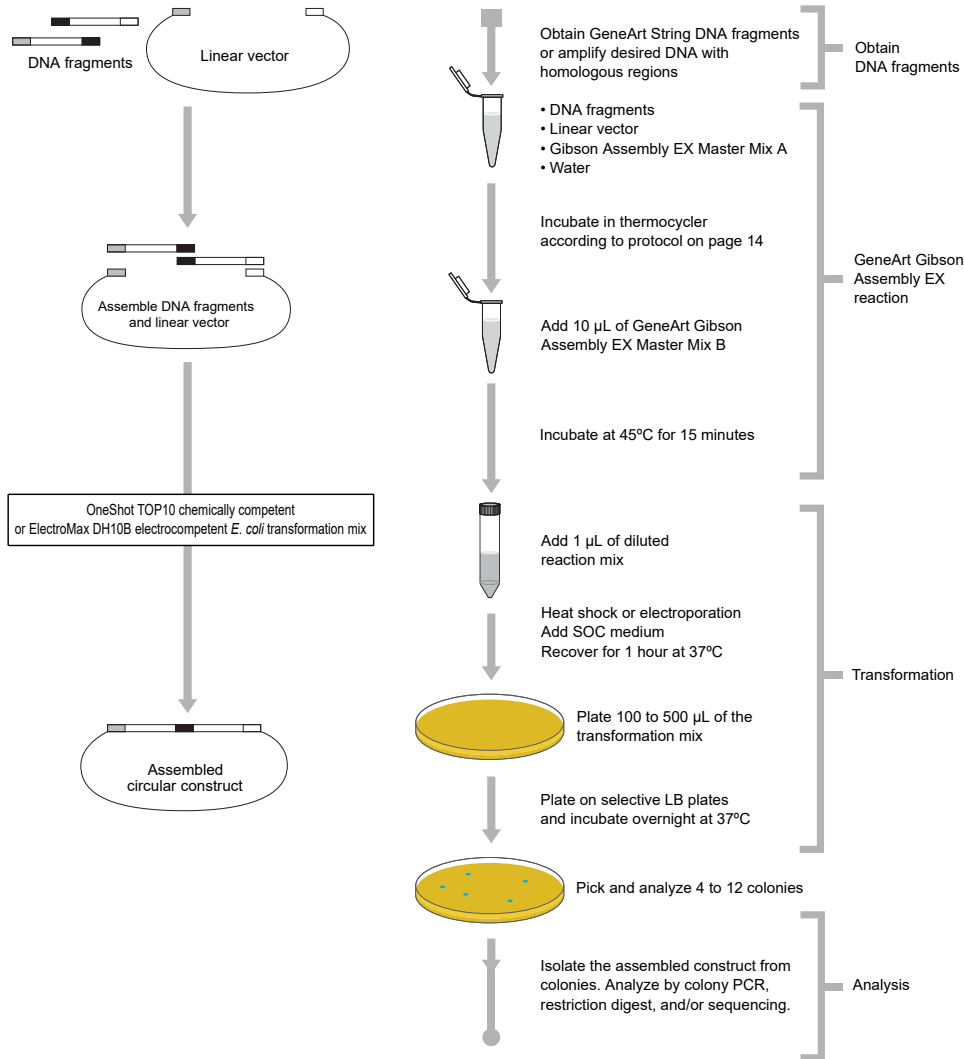 DNA fragments
Linear vector
Assemble DNA fragments
and linear vector
OneShot TOP10 chemically competent
or ElectroMax DH10B electrocompetent E. coli transformation mix
Assembled
circular construct
Obtain GeneArt String DNA fragments
or amplify desired DNA with
homologous regions
• DNA fragments
• Linear vector
• Gibson Assembly EX Master Mix A
• Water
Incubate in thermocycler
according to protocol on page 14
Add 10 µL of GeneArt Gibson
Assembly EX Master Mix B
Incubate at 45ºC for 15 minutes
Add 1 µL of diluted
reaction mix
Heat shock or electroporation
Add SOC medium
Recover for 1 hour at 37ºC
Plate 100 to 500 µL of the
transformation mix
Plate on selective LB plates
and incubate overnight at 37ºC
Pick and analyze 4 to 12 colonies
Isolate the assembled construct from
colonies. Analyze by colony PCR,
restriction digest, and/or sequencing.
Obtain
DNA fragments
GeneArt Gibson
Assembly EX
reaction
Transformation
Analysis